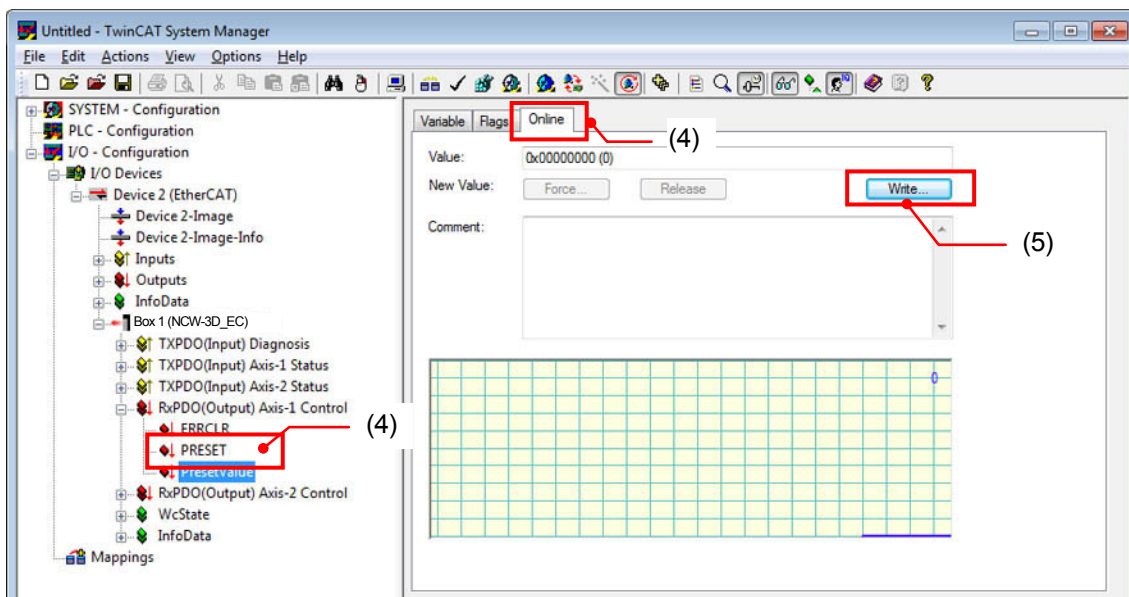 Untitled - TwinCAT System Manager
File Edit Actions View Options Help
SYSTEM - Configuration
PLC - Configuration
I/O - Configuration
I/O Devices
Device 2 (EtherCAT)
Device 2-Image
Device 2-Image-Info
Inputs
Outputs
InfoData
Box 1 (NCW-3D_EC)
TXPDO(Input) Diagnosis
TXPDO(Input) Axis-1 Status
TXPDO(Input) Axis-2 Status
RxPDO(Output) Axis-1 Control
ERRCLR
PRESET
(4)
PresetValue
RxPDO(Output) Axis-2 Control
WcState
InfoData
Mappings
Variable Flags Online
(4)
Value: 0x00000000 (0)
New Value: Force... Release Write...
(5)
Comment:
0